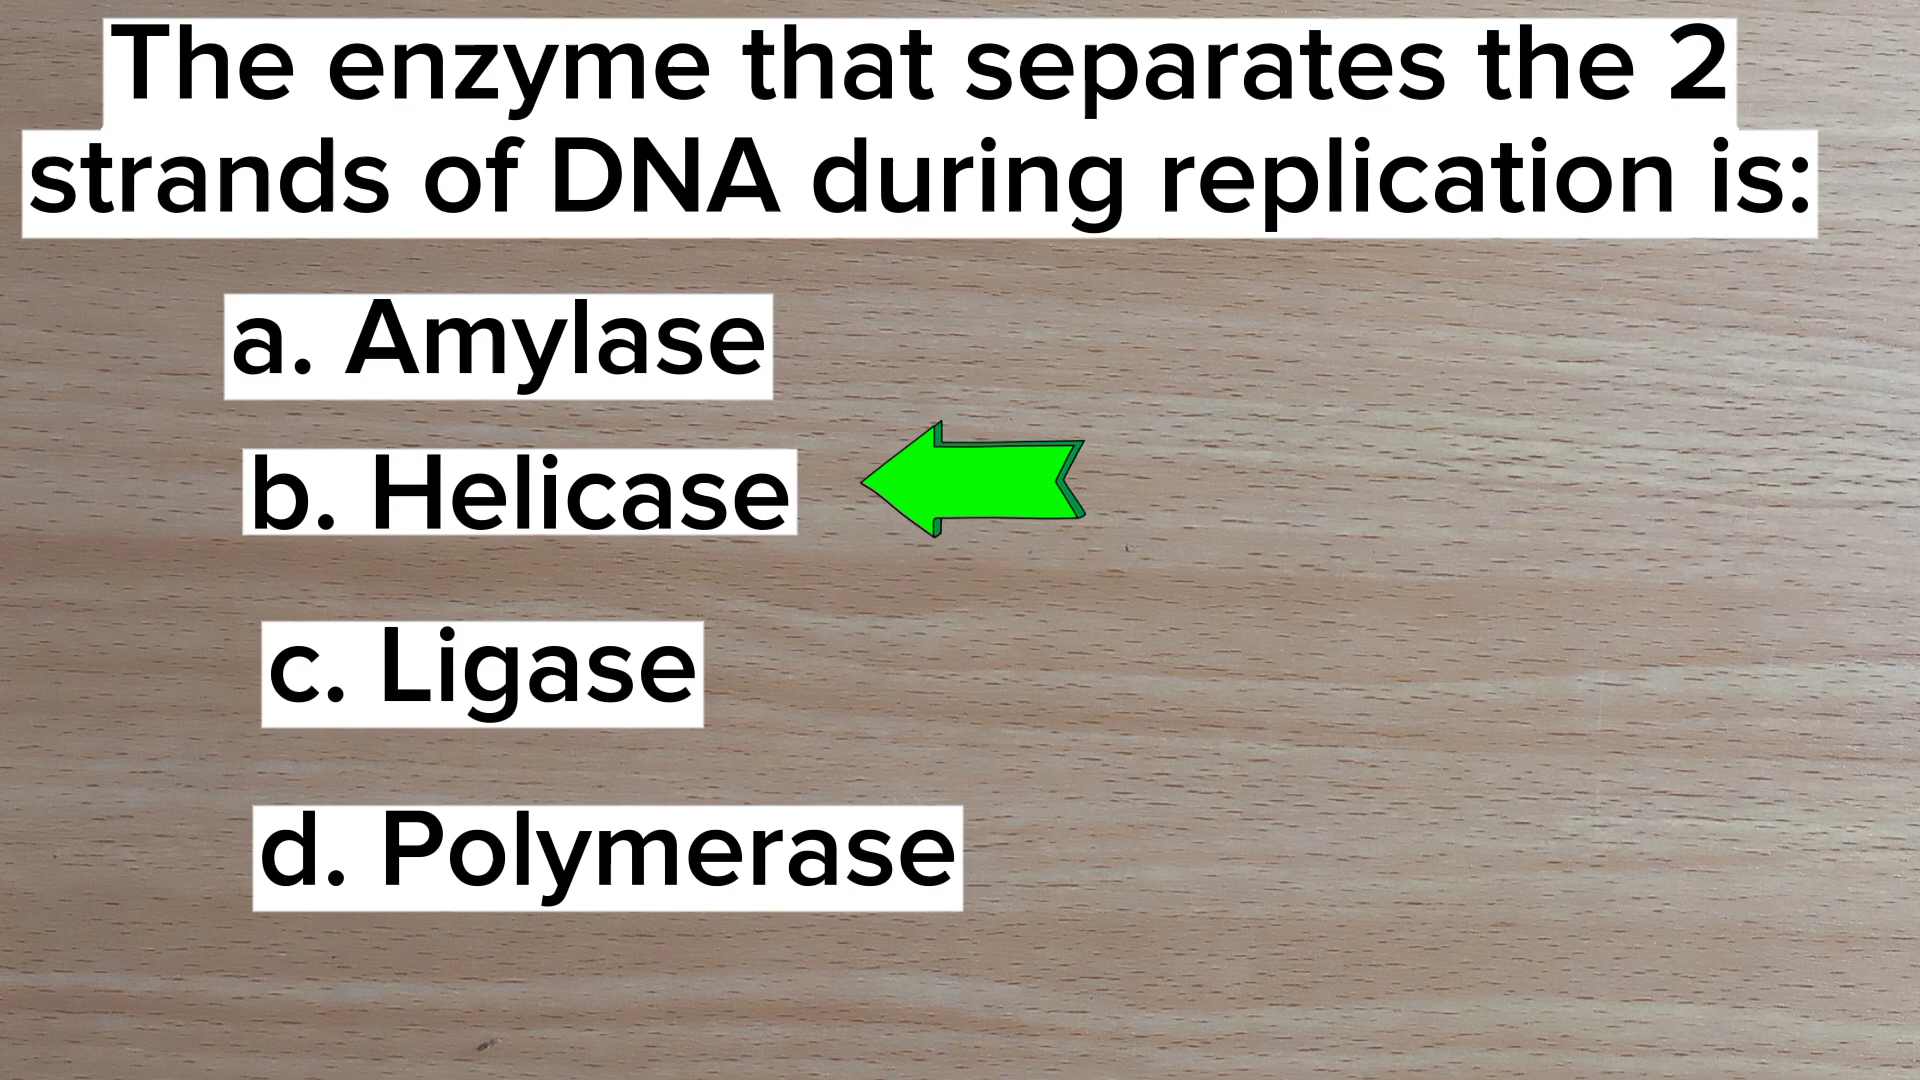 The enzyme that separates the 2
strands of DNA during replication is:
a. Amylase
b. Helicase
c. Ligase
d. Polymerase